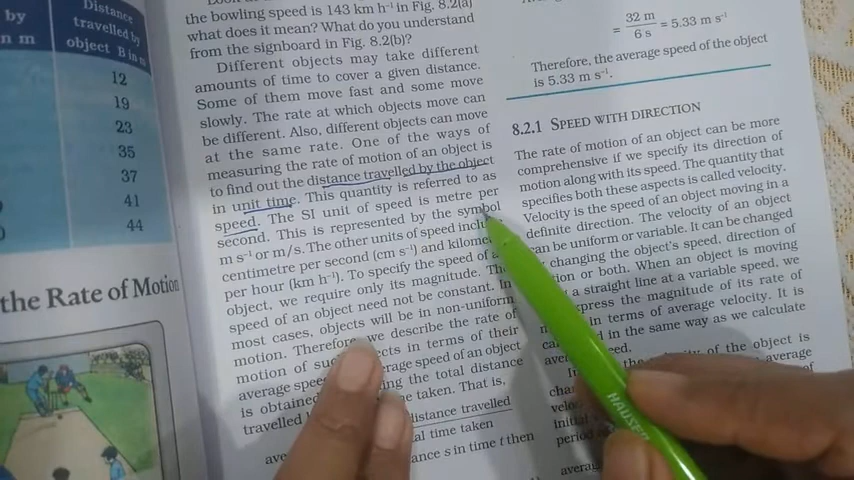 by
n m
Distance
travelled by
object B in m
12
19
23
35
37
41
44
the Rate of Motion
the bowling speed is 143 km h⁻¹ in Fig. 8.2(a)
what does it mean? What do you understand
from the signboard in Fig. 8.2(b)?
Different objects may take different
amounts of time to cover a given distance.
Some of them move fast and some move
slowly. The rate at which objects move can
be different. Also, different objects can move
at the same rate. One of the ways of
measuring the rate of motion of an object is
to find out the distance travelled by the object
in unit time. This quantity is referred to as
speed. The SI unit of speed is metre per
second. This is represented by the symbol
m s⁻¹ or m/s. The other units of speed
centimetre per second (cm s⁻¹) and
per hour (km h⁻¹). To specify the speed of
object, we require only its magnitude. The
speed of an object need not be constant. In
most cases, objects will be in non-uniform
motion. Therefore, we describe the rate of
motion of in terms of their
average speed of an object
is obtained the total distance
travelled taken. That is,
distance travelled
time taken
s in time t then
= 32 m / 6 s = 5.33 m s⁻¹
Therefore, the average speed of the object
is 5.33 m s⁻¹.
8.2.1 SPEED WITH DIRECTION
The rate of motion of an object can be more
comprehensive if we specify its direction of
motion along with its speed. The quantity that
specifies both these aspects is called velocity.
Velocity is the speed of an object moving in a
definite direction. The velocity of an object
can be uniform or variable. It can be changed
changing the object's speed, direction of
or both. When an object is moving
a straight line at a variable speed, we
express the magnitude of its rate of
in terms of average velocity. It is
in the same way as we calculate
of the object is
average
HAUSER